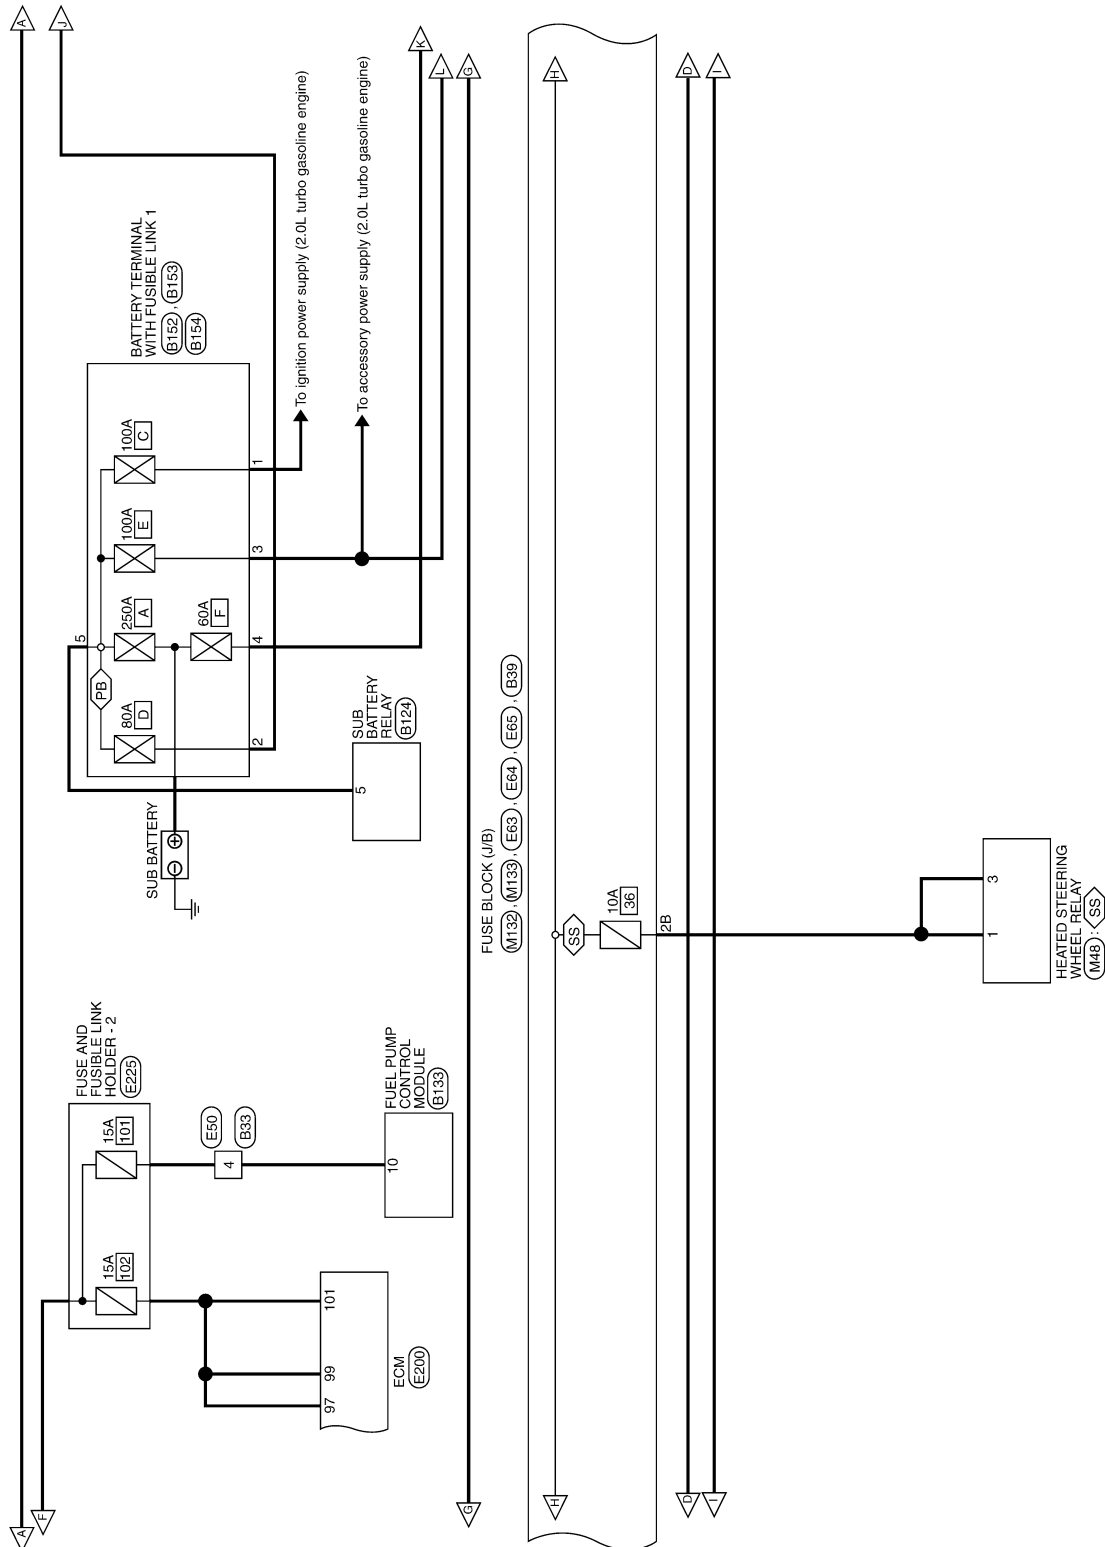 A
F
FUSE AND
FUSIBLE LINK
HOLDER - 2
E225
15A
102
15A
101
E50
B33
4
ECM
E200
97
99
101
FUEL PUMP
CONTROL
MODULE
B133
10
SUB BATTERY
SUB
BATTERY
RELAY
B124
5
BATTERY TERMINAL
WITH FUSIBLE LINK 1
B152 , B153
B154
PB
5
80A
D
250A
A
60A
F
100A
E
100A
C
2
4
3
1
To ignition power supply (2.0L turbo gasoline engine)
To accessory power supply (2.0L turbo gasoline engine)
A
J
K
L
G
G
FUSE BLOCK (J/B)
M132 , M133 , E63 , E64 , E65 , B39
H
H
SS
10A
36
2B
D
D
I
I
1
3
HEATED STEERING
WHEEL RELAY
M48 : SS